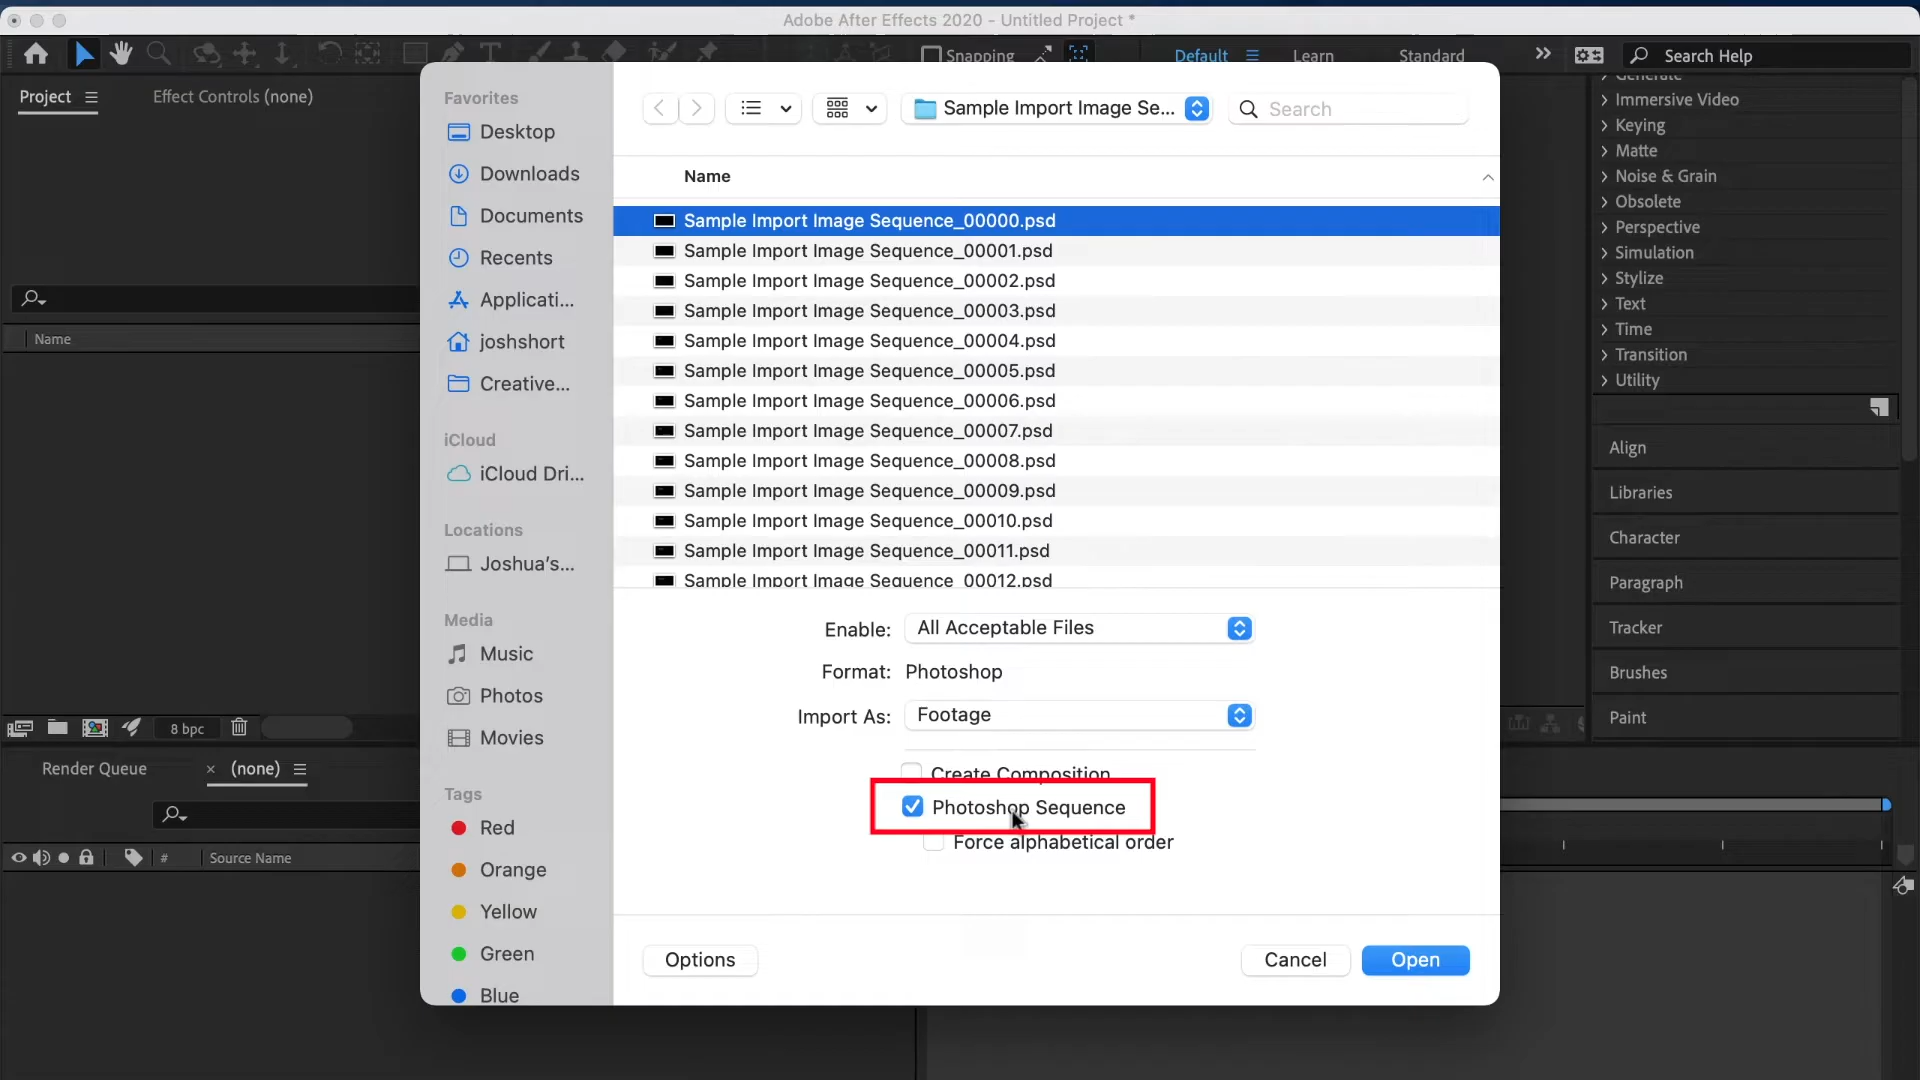 Adobe After Effects 2020 - Untitled Project *
Snapping
Default
Learn
Standard
Search Help
Project
Effect Controls (none)
Name
8 bpc
Render Queue
× (none)
#
Source Name
Favorites
Desktop
Downloads
Documents
Recents
Applicati...
joshshort
Creative...
iCloud
iCloud Dri...
Locations
Joshua's...
Media
Music
Photos
Movies
Tags
Red
Orange
Yellow
Green
Blue
Sample Import Image Se...
Search
Name
Sample Import Image Sequence_00000.psd
Sample Import Image Sequence_00001.psd
Sample Import Image Sequence_00002.psd
Sample Import Image Sequence_00003.psd
Sample Import Image Sequence_00004.psd
Sample Import Image Sequence_00005.psd
Sample Import Image Sequence_00006.psd
Sample Import Image Sequence_00007.psd
Sample Import Image Sequence_00008.psd
Sample Import Image Sequence_00009.psd
Sample Import Image Sequence_00010.psd
Sample Import Image Sequence_00011.psd
Sample Import Image Sequence_00012.psd
Enable: All Acceptable Files
Format: Photoshop
Import As: Footage
Create Composition
Photoshop Sequence
Force alphabetical order
Options
Cancel
Open
Generate
Immersive Video
Keying
Matte
Noise & Grain
Obsolete
Perspective
Simulation
Stylize
Text
Time
Transition
Utility
Align
Libraries
Character
Paragraph
Tracker
Brushes
Paint